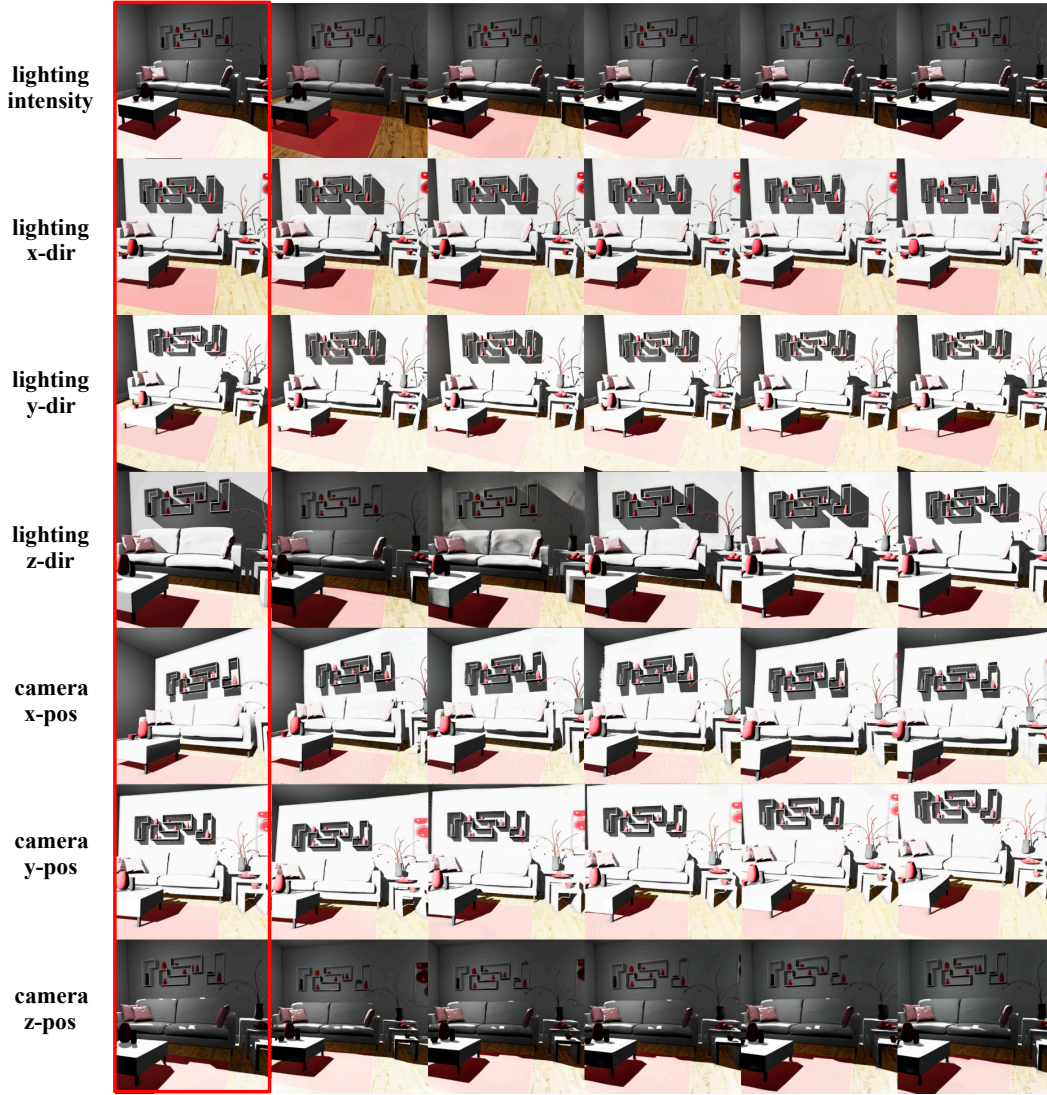 lighting
intensity
lighting
x-dir
lighting
y-dir
lighting
z-dir
camera
x-pos
camera
y-pos
camera
z-pos